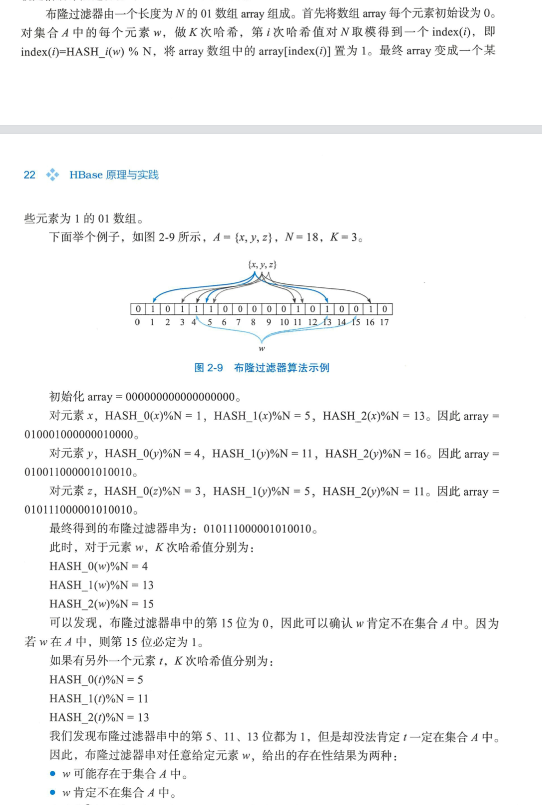 布隆过滤器由一个长度为 N 的 01 数组 array 组成。首先将数组 array 每个元素初始设为 0。
对集合 A 中的每个元素 w，做 K 次哈希，第 i 次哈希值对 N 取模得到一个 index(i)，即
index(i)=HASH_i(w) % N，将 array 数组中的 array[index(i)] 置为 1。最终 array 变成一个某
22 HBase 原理与实践
些元素为 1 的 01 数组。
下面举个例子，如图 2-9 所示，A = {x, y, z}，N = 18，K = 3。
{x, y, z}
0 1 0 1 1 1 0 0 0 0 0 1 0 1 0 0 1 0
0 1 2 3 4 5 6 7 8 9 10 11 12 13 14 15 16 17
w
图 2-9 布隆过滤器算法示例
初始化 array = 000000000000000000。
对元素 x，HASH_0(x)%N = 1，HASH_1(x)%N = 5，HASH_2(x)%N = 13。因此 array =
010001000000010000。
对元素 y，HASH_0(y)%N = 4，HASH_1(y)%N = 11，HASH_2(y)%N = 16。因此 array =
010011000001010010。
对元素 z，HASH_0(z)%N = 3，HASH_1(y)%N = 5，HASH_2(y)%N = 11。因此 array =
010111000001010010。
最终得到的布隆过滤器串为：010111000001010010。
此时，对于元素 w，K 次哈希值分别为：
HASH_0(w)%N = 4
HASH_1(w)%N = 13
HASH_2(w)%N = 15
可以发现，布隆过滤器串中的第 15 位为 0，因此可以确认 w 肯定不在集合 A 中。因为
若 w 在 A 中，则第 15 位必定为 1。
如果有另外一个元素 t，K 次哈希值分别为：
HASH_0(t)%N = 5
HASH_1(t)%N = 11
HASH_2(t)%N = 13
我们发现布隆过滤器串中的第 5、11、13 位都为 1，但是却没法肯定 t 一定在集合 A 中。
因此，布隆过滤器串对任意给定元素 w，给出的存在性结果为两种：
• w 可能存在于集合 A 中。
• w 肯定不在集合 A 中。